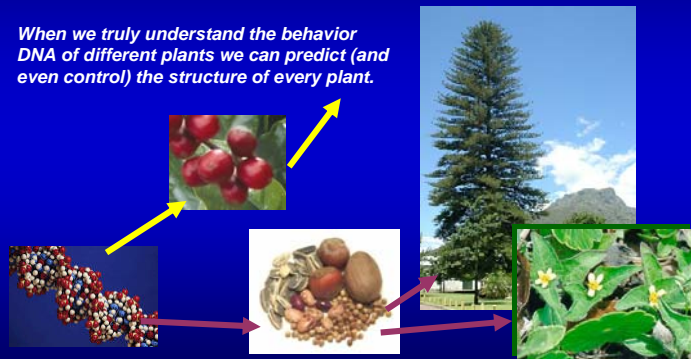 When we truly understand the behavior
DNA of different plants we can predict (and
even control) the structure of every plant.